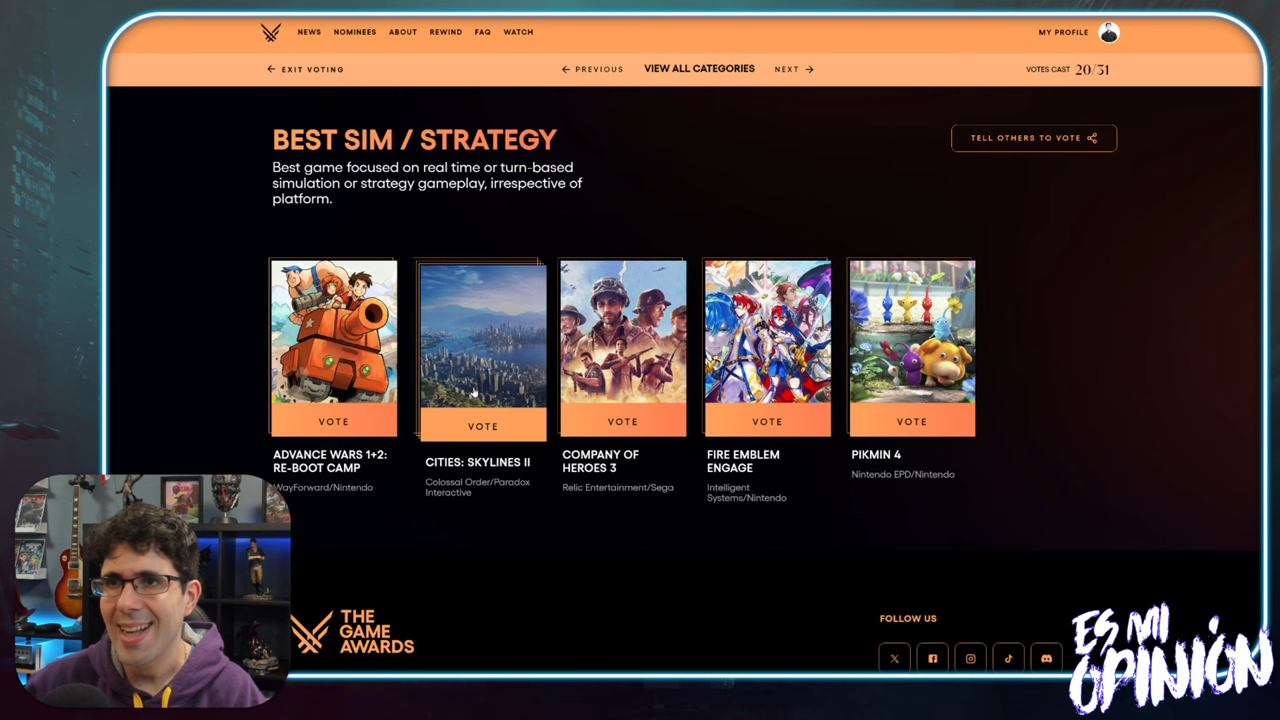 NEWS NOMINEES ABOUT REWIND FAQ WATCH MY PROFILE
EXIT VOTING PREVIOUS VIEW ALL CATEGORIES NEXT VOTES CAST 20/31
BEST SIM / STRATEGY
TELL OTHERS TO VOTE
Best game focused on real time or turn-based
simulation or strategy gameplay, irrespective of
platform.
VOTE
ADVANCE WARS 1+2:
RE-BOOT CAMP
WayForward/Nintendo
VOTE
CITIES: SKYLINES II
Colossal Order/Paradox
Interactive
VOTE
COMPANY OF
HEROES 3
Relic Entertainment/Sega
VOTE
FIRE EMBLEM
ENGAGE
Intelligent
Systems/Nintendo
VOTE
PIKMIN 4
Nintendo EPD/Nintendo
THE
GAME
AWARDS
FOLLOW US
ES MI
OPINIÓN